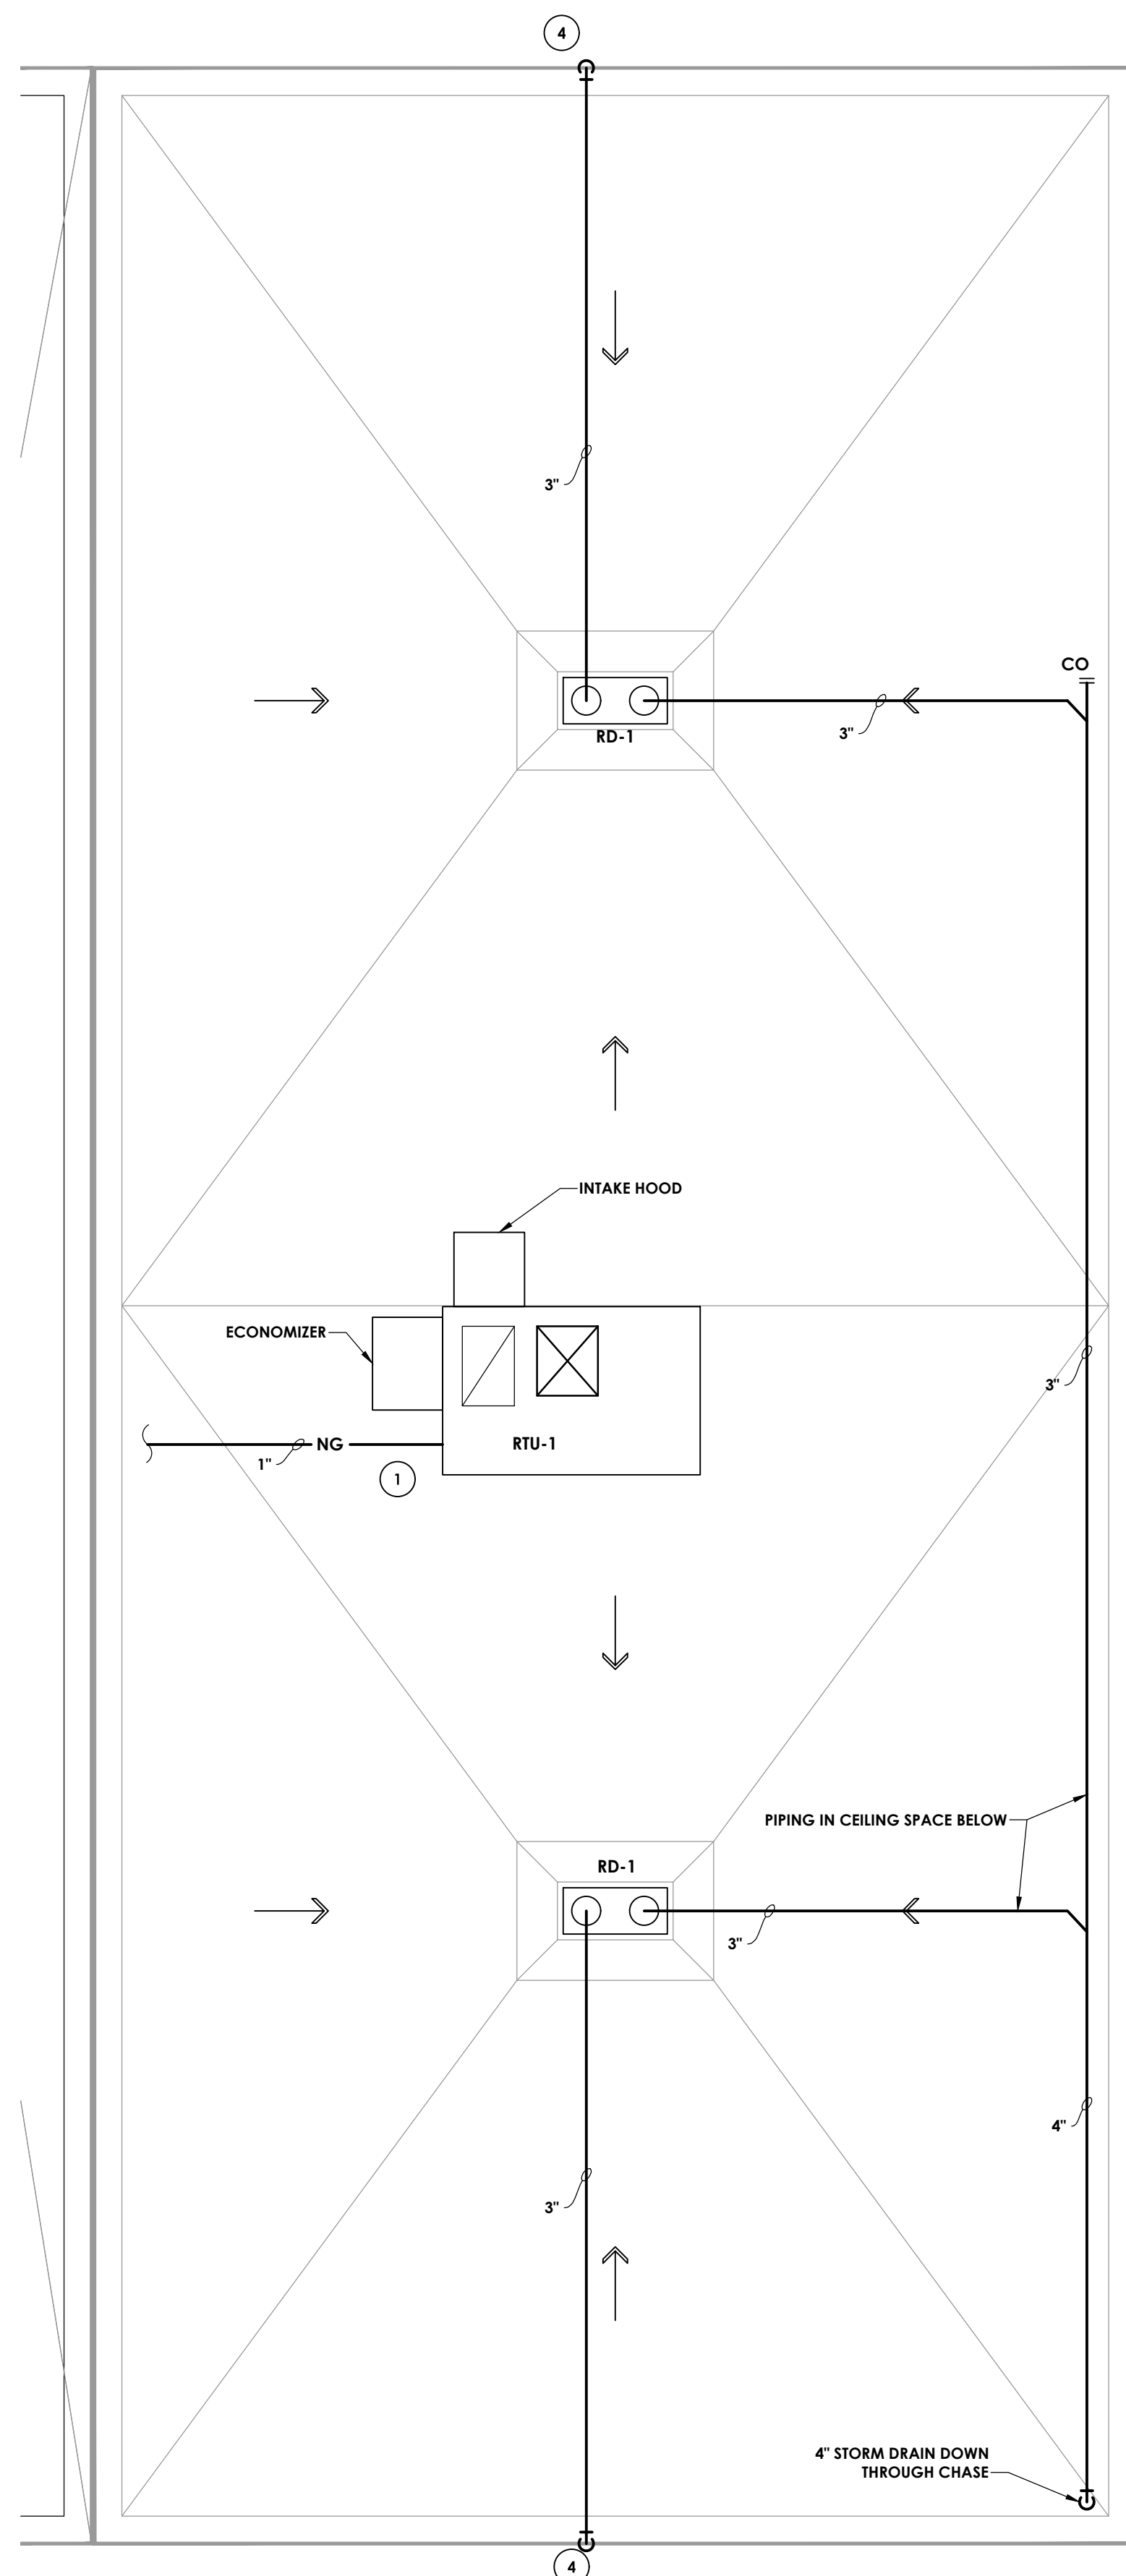 4
3"
CO
RD-1
3"
INTAKE HOOD
ECONOMIZER
3"
NG
RTU-1
1"
1
PIPING IN CEILING SPACE BELOW
RD-1
3"
4"
3"
4" STORM DRAIN DOWN
THROUGH CHASE
4